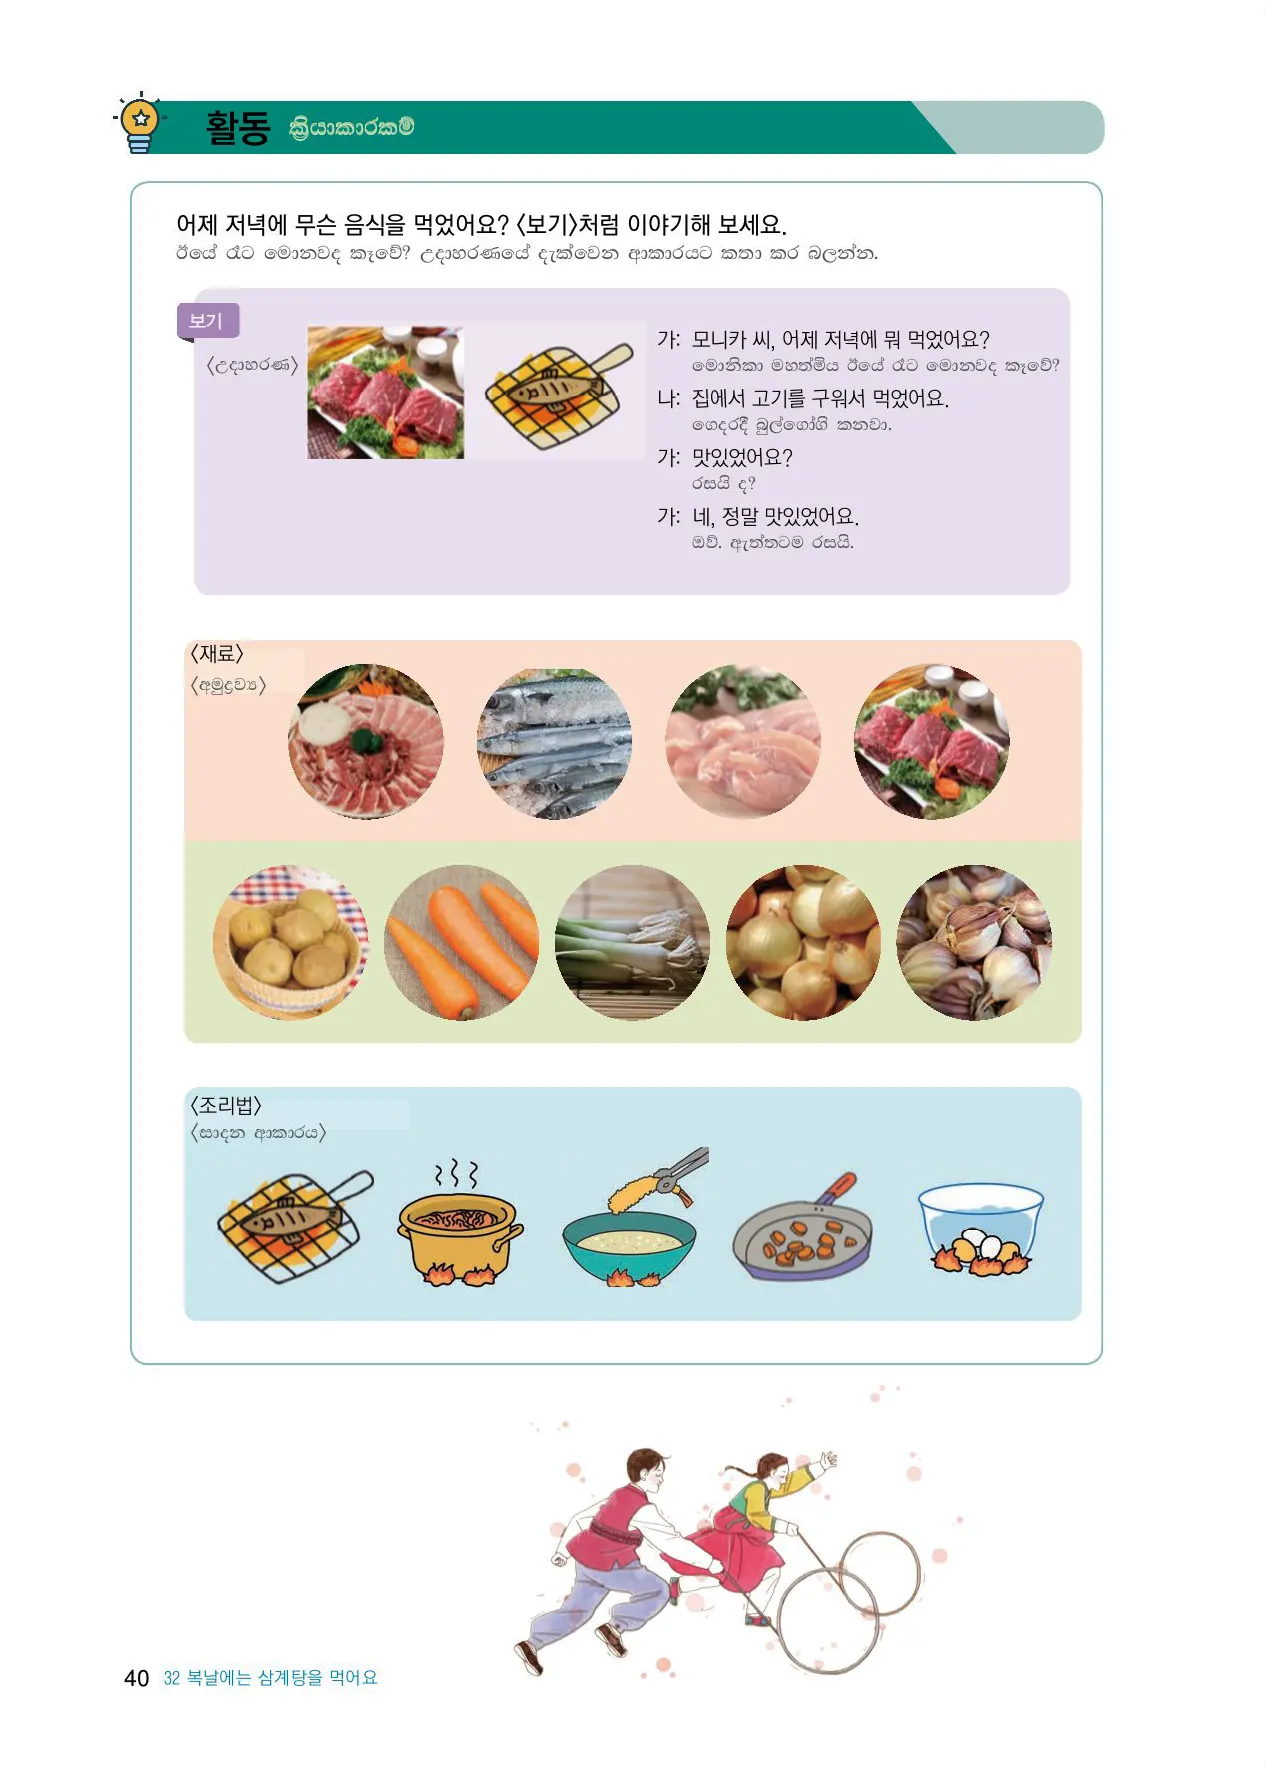 활동 ක්‍රියාකාරකම්
어제 저녁에 무슨 음식을 먹었어요? 〈보기〉처럼 이야기해 보세요.
ඊයේ රෑට මොනවද කෑවේ? උදාහරණයේ දැක්වෙන ආකාරයට කතා කර බලන්න.
보기
〈උදාහරණ〉
가: 모니카 씨, 어제 저녁에 뭐 먹었어요?
මොනිකා මහත්මිය ඊයේ රෑට මොනවද කෑවේ?
나: 집에서 고기를 구워서 먹었어요.
ගෙදරදී බුල්ගෝගි කනවා.
가: 맛있었어요?
රසයි ද?
가: 네, 정말 맛있었어요.
ඔව්. ඇත්තටම රසයි.
〈재료〉
〈අමුද්‍රව්‍ය〉
〈조리법〉
〈සාදන ආකාරය〉
40 32 복날에는 삼계탕을 먹어요